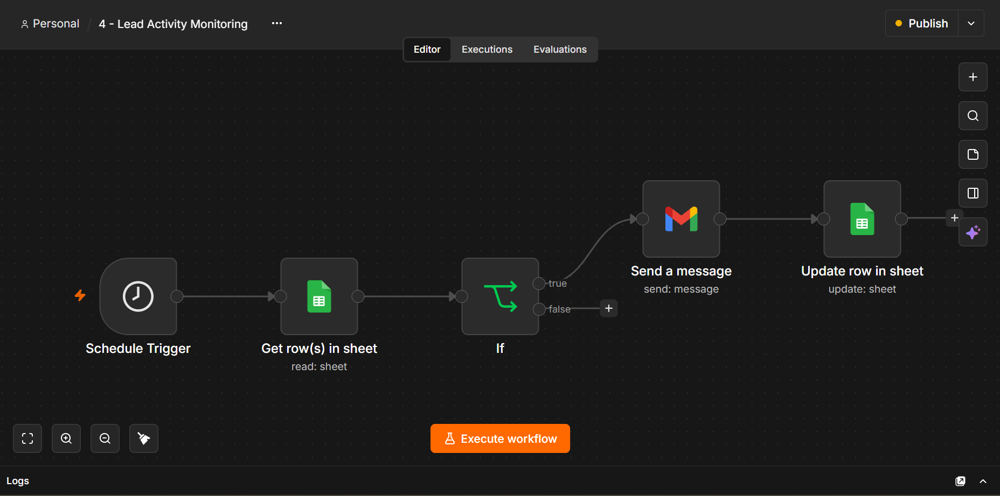 Personal / 4 - Lead Activity Monitoring ...
Publish
Editor Executions Evaluations
true
false
Send a message
send: message
Update row in sheet
update: sheet
Schedule Trigger
Get row(s) in sheet
read: sheet
If
Execute workflow
Logs